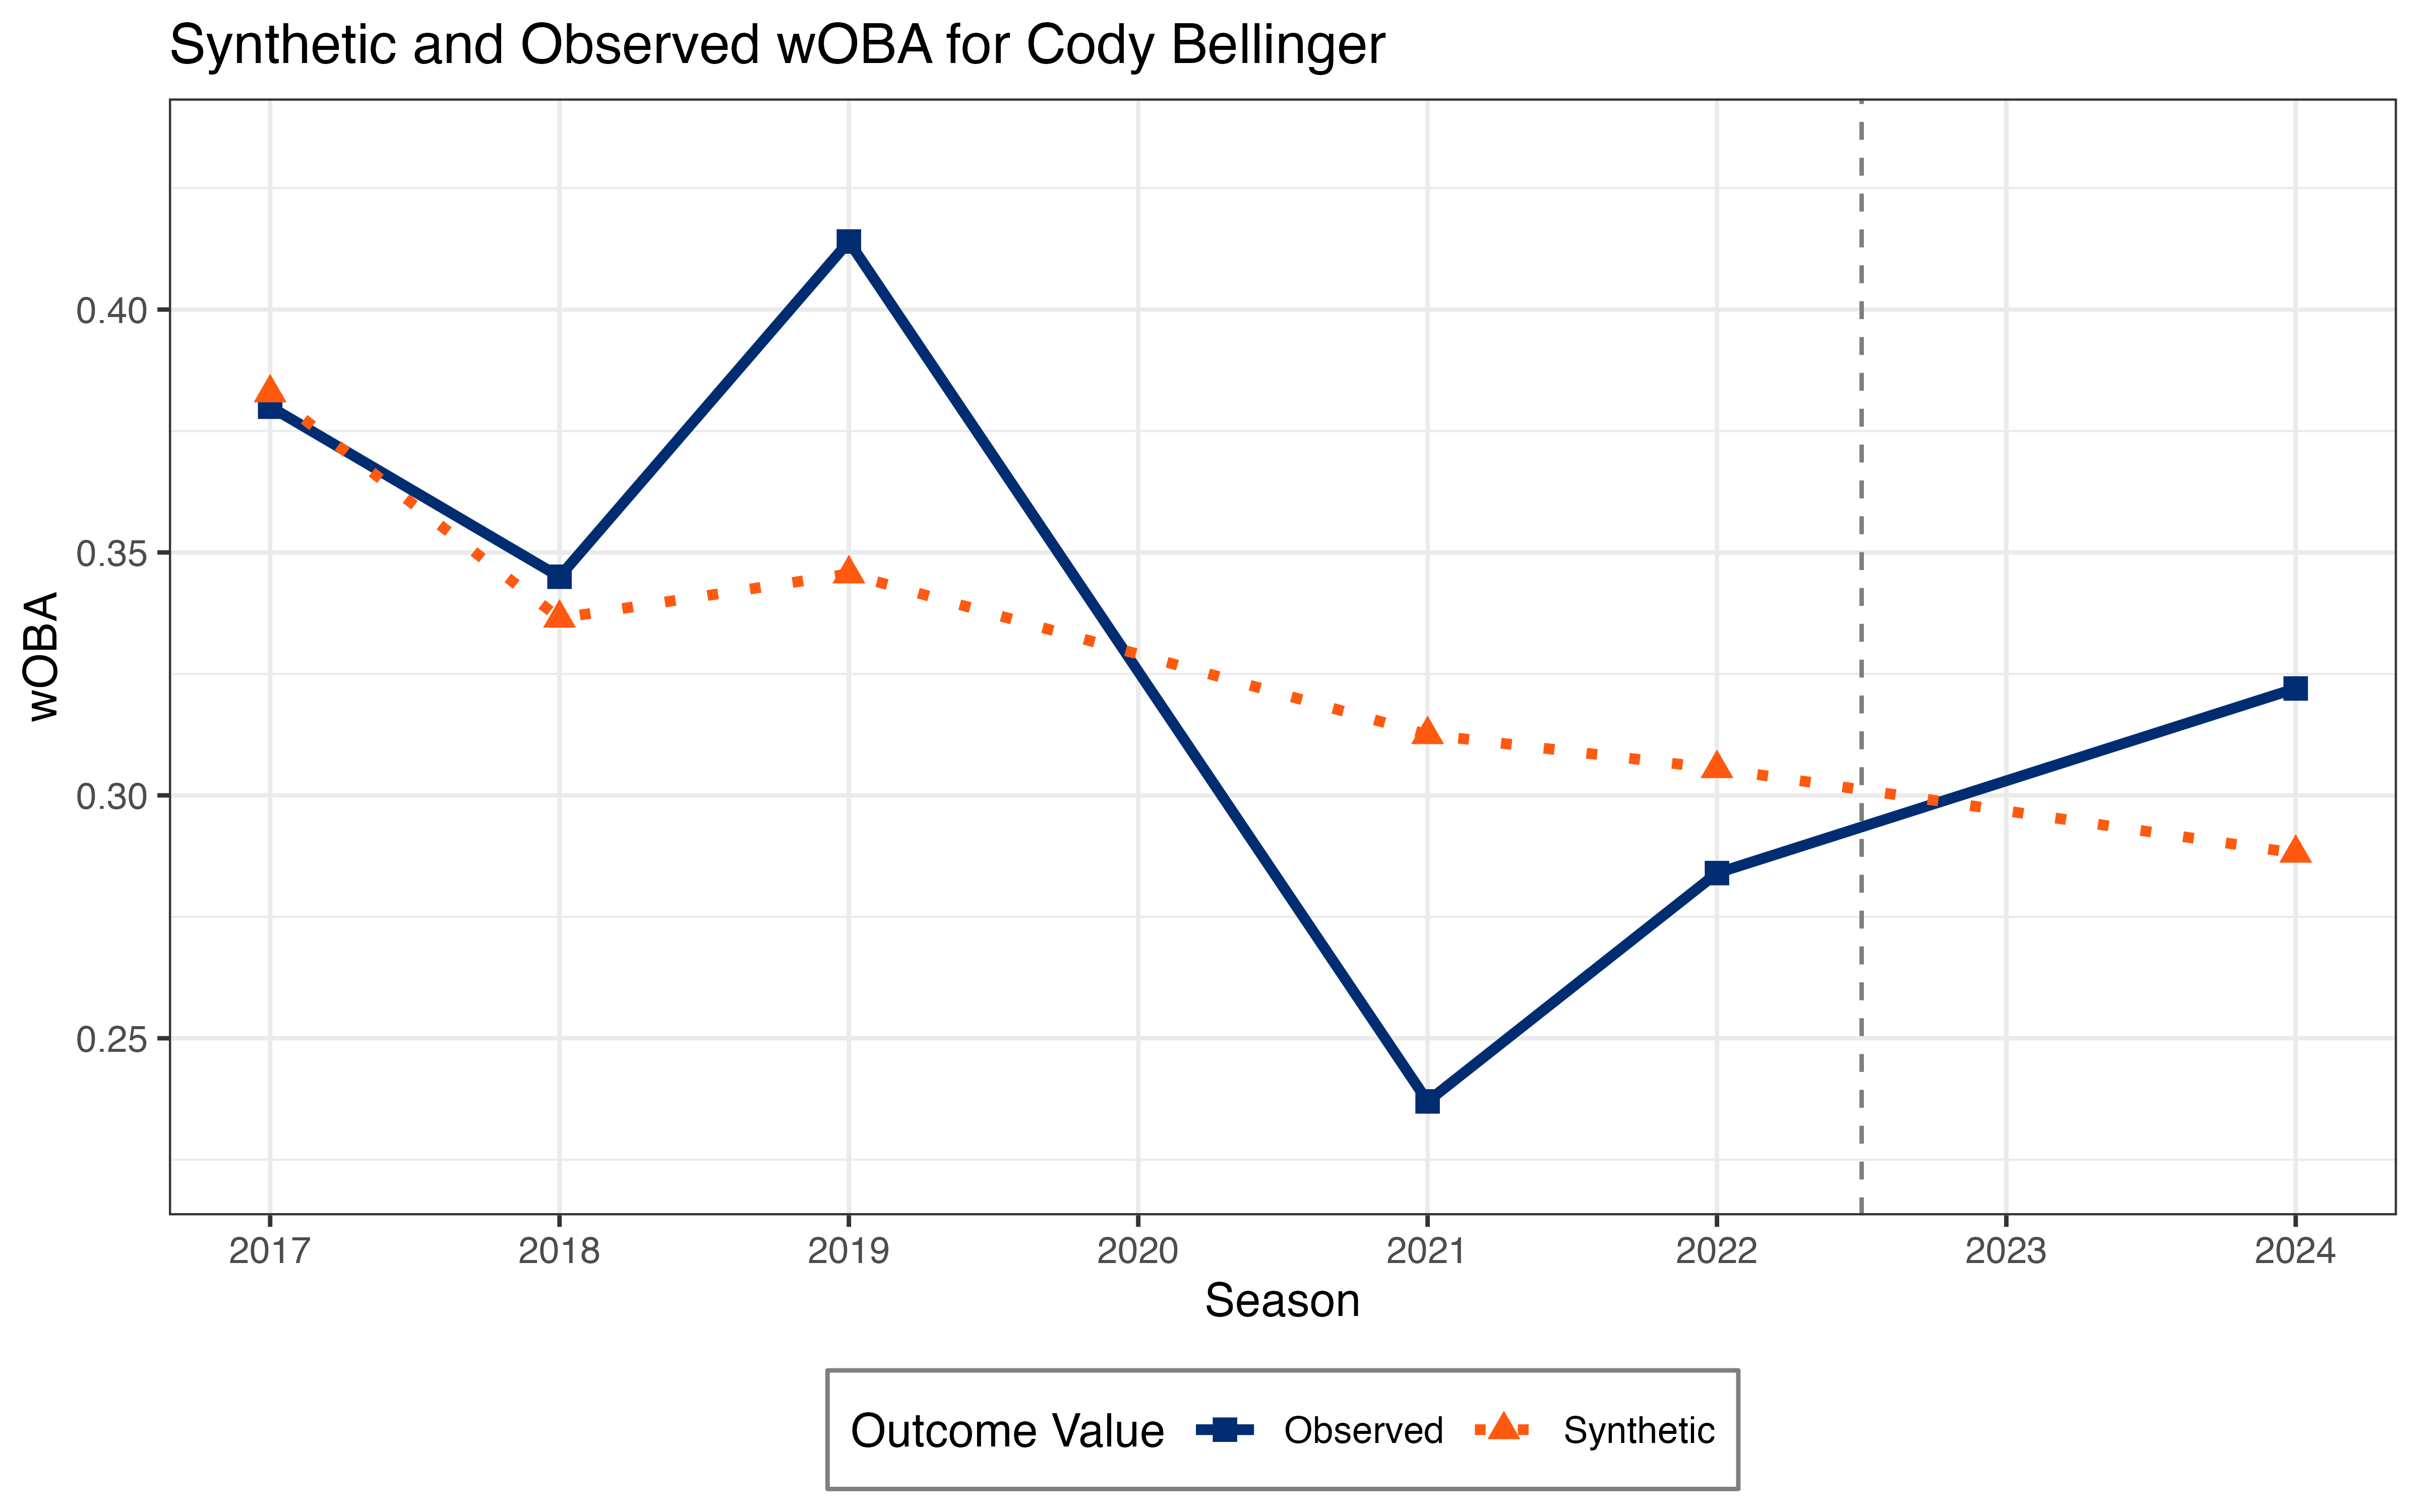 Synthetic and Observed wOBA for Cody Bellinger
wOBA
0.40
0.35
0.30
0.25
2017 2018 2019 2020 2021 2022 2023 2024
Season
Outcome Value Observed Synthetic